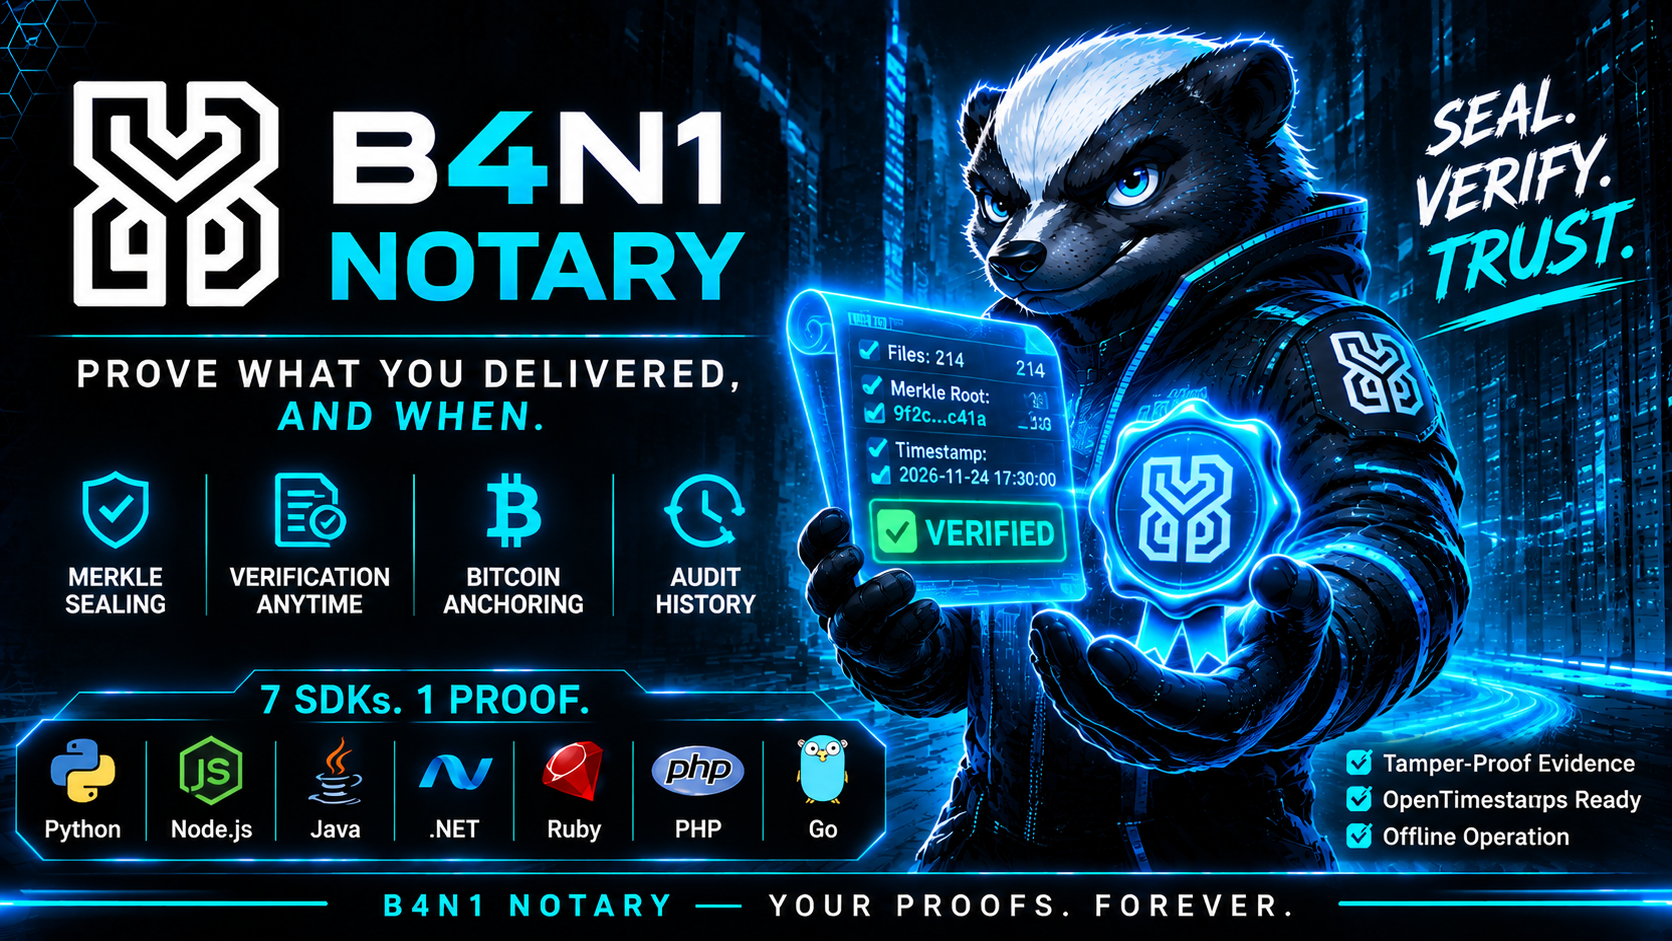 B4N1
NOTARY
PROVE WHAT YOU DELIVERED,
AND WHEN.
MERKLE
SEALING
VERIFICATION
ANYTIME
BITCOIN
ANCHORING
AUDIT
HISTORY
7 SDKs. 1 PROOF.
Python
Node.js
Java
.NET
Ruby
php
PHP
Go
JS
Files: 214 214
Merkle Root:
9f2c...c41a
Timestamp:
2026-11-24 17:30:00
VERIFIED
SEAL.
VERIFY.
TRUST.
Tamper-Proof Evidence
OpenTimestamps Ready
Offline Operation
B4N1 NOTARY — YOUR PROOFS. FOREVER.